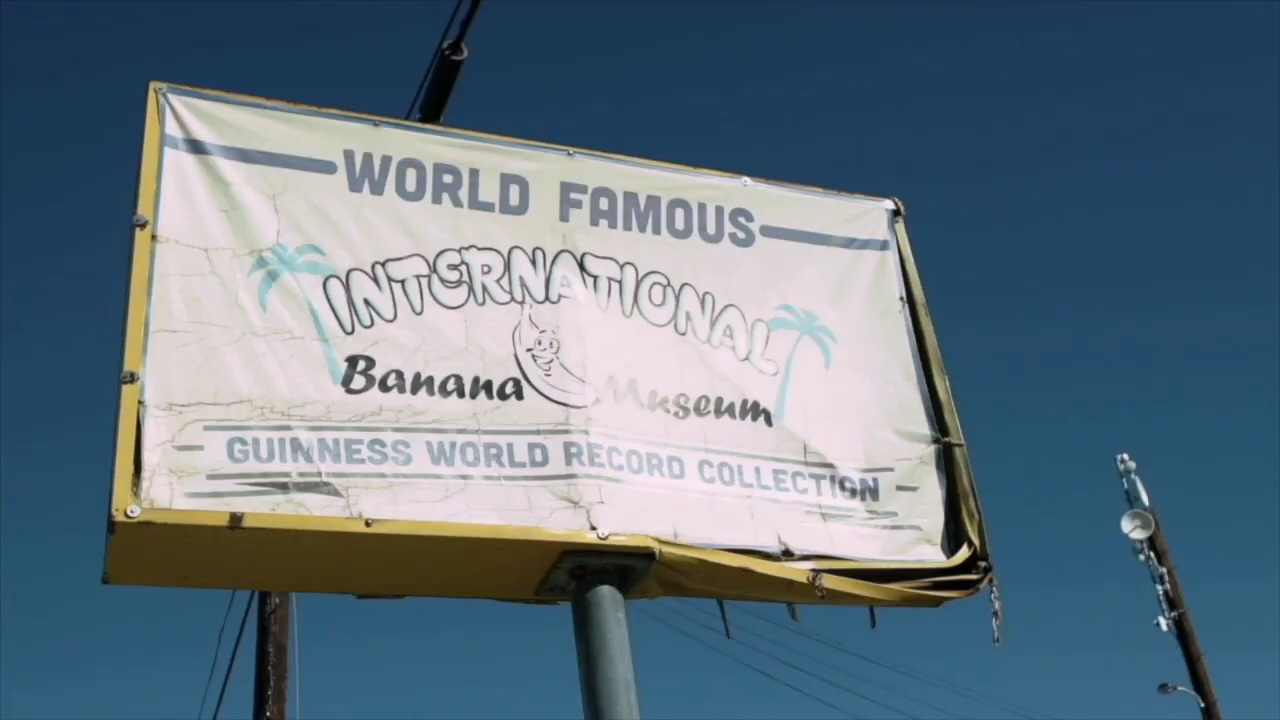 WORLD FAMOUS
INTERNATIONAL
Banana Museum
GUINNESS WORLD RECORD COLLECTION